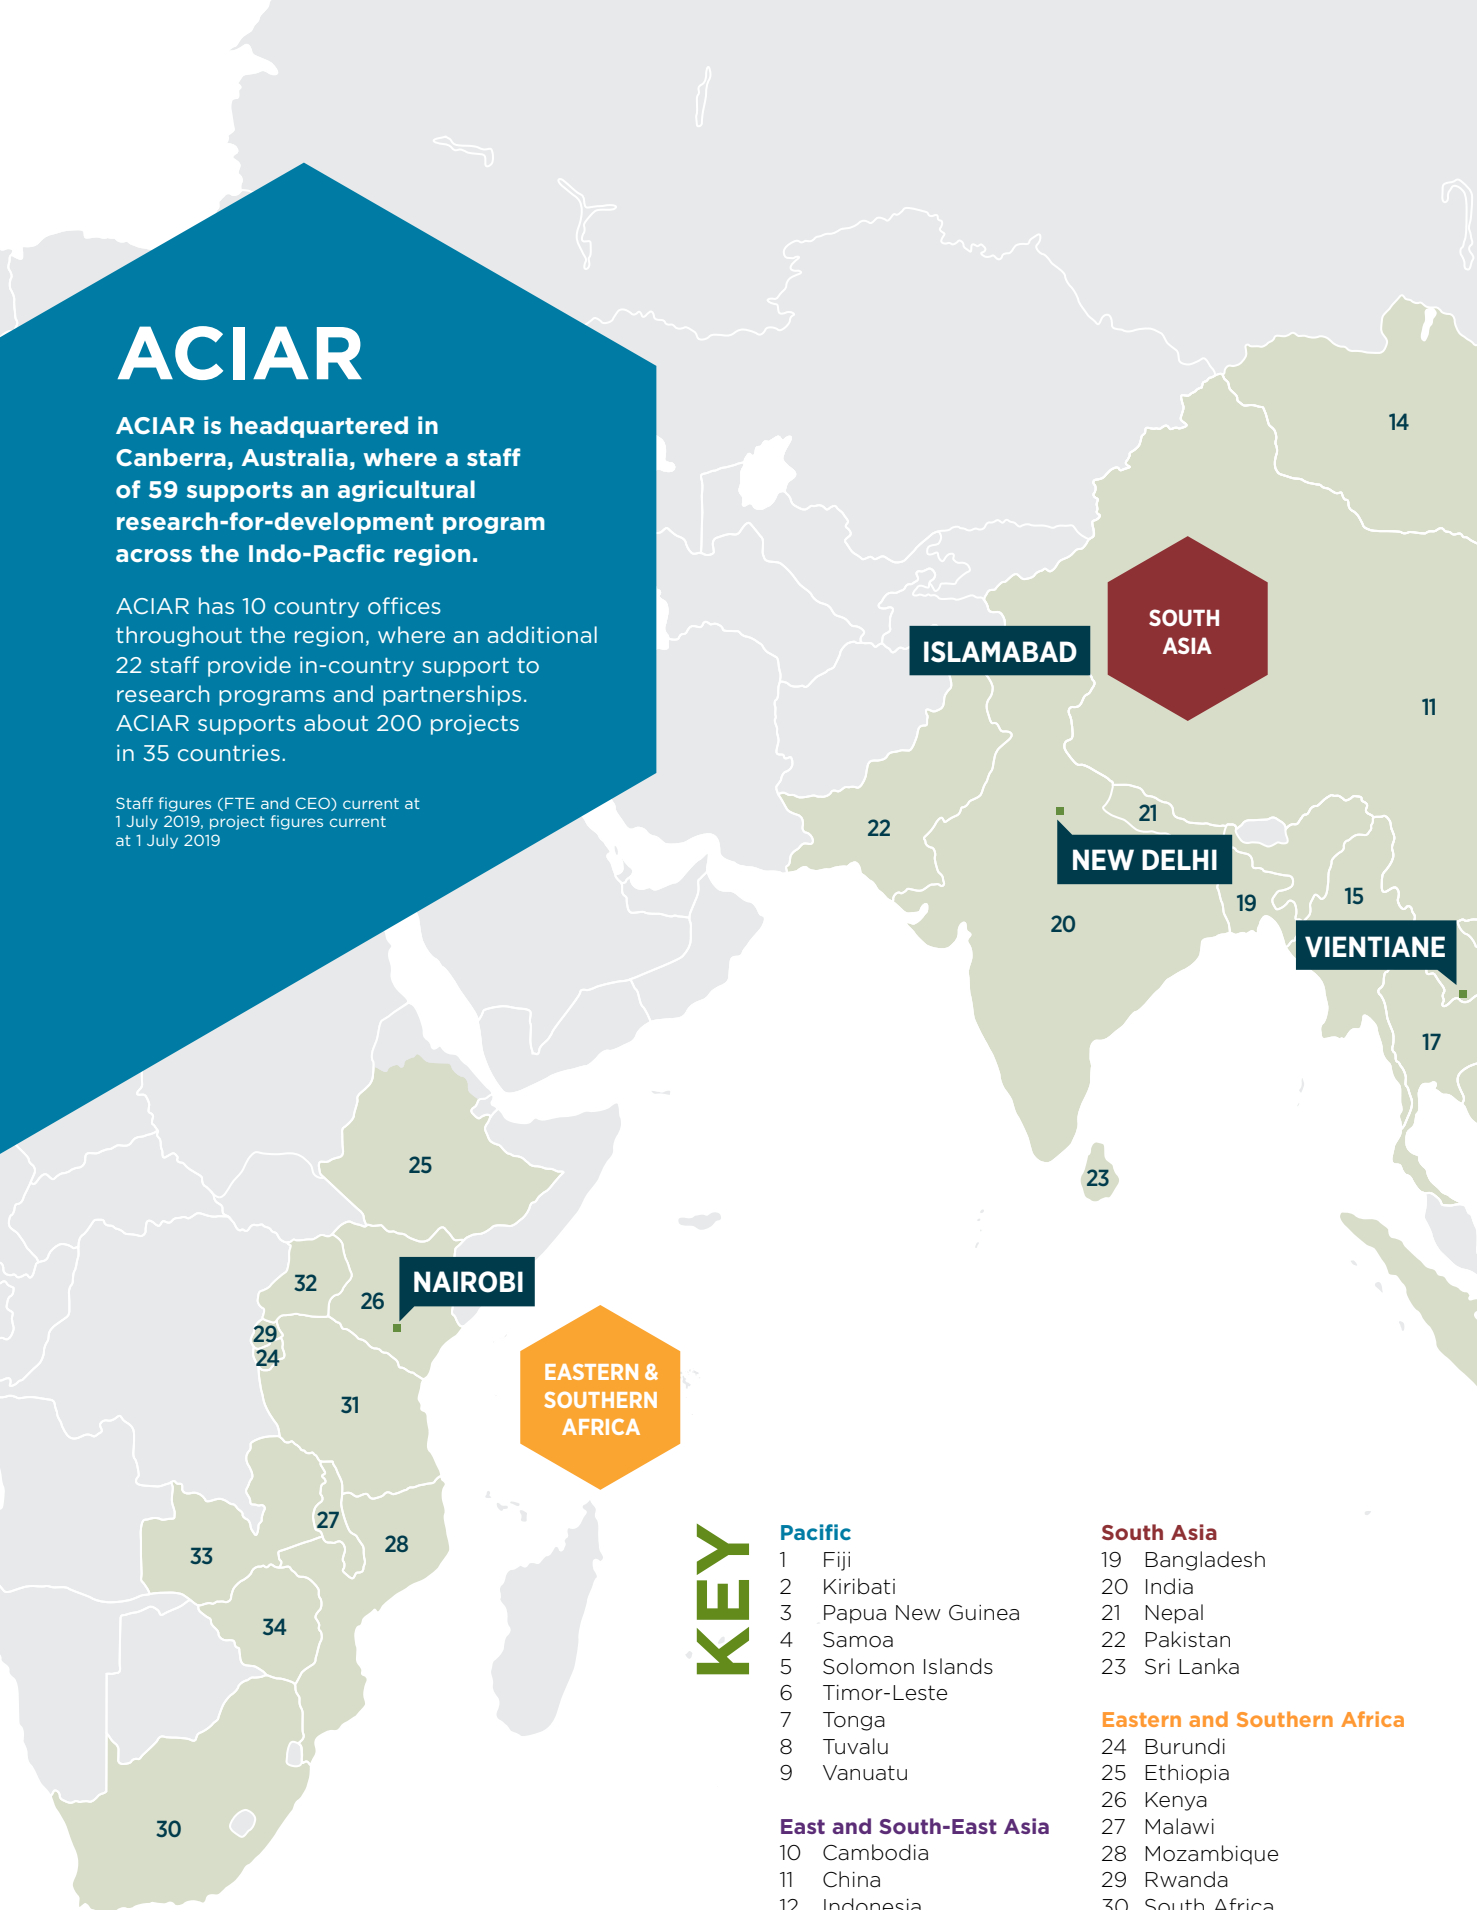 ACIAR
ACIAR is headquartered in
Canberra, Australia, where a staff
of 59 supports an agricultural
research-for-development program
across the Indo-Pacfic region.
ACIAR has 10 country offices
throughout the region, where an additional
22 staff provide in-country support to
research programs and partnerships.
ACIAR supports about 200 projects
in 35 countries.
Staff figures (FTE and CEO) current at
1 July 2019, project figures current
at 1 July 2019
14
SOUTH
ASIA
ISLAMABAD
11
21
22
NEW DELHI
15
19
20
VIENTIANE
17
25
23
32
NAIROBI
26
29
24
31
EASTERN &
SOUTHERN
AFRICA
27
28
33
34
30
KEY
Pacific
1 Fiji
2 Kiribati
3 Papua New Guinea
4 Samoa
5 Solomon Islands
6 Timor-Leste
7 Tonga
8 Tuvalu
9 Vanuatu
East and South-East Asia
10 Cambodia
11 China
12 Indonesia
South Asia
19 Bangladesh
20 India
21 Nepal
22 Pakistan
23 Sri Lanka
Eastern and Southern Africa
24 Burundi
25 Ethiopia
26 Kenya
27 Malawi
28 Mozambique
29 Rwanda
30 South Africa